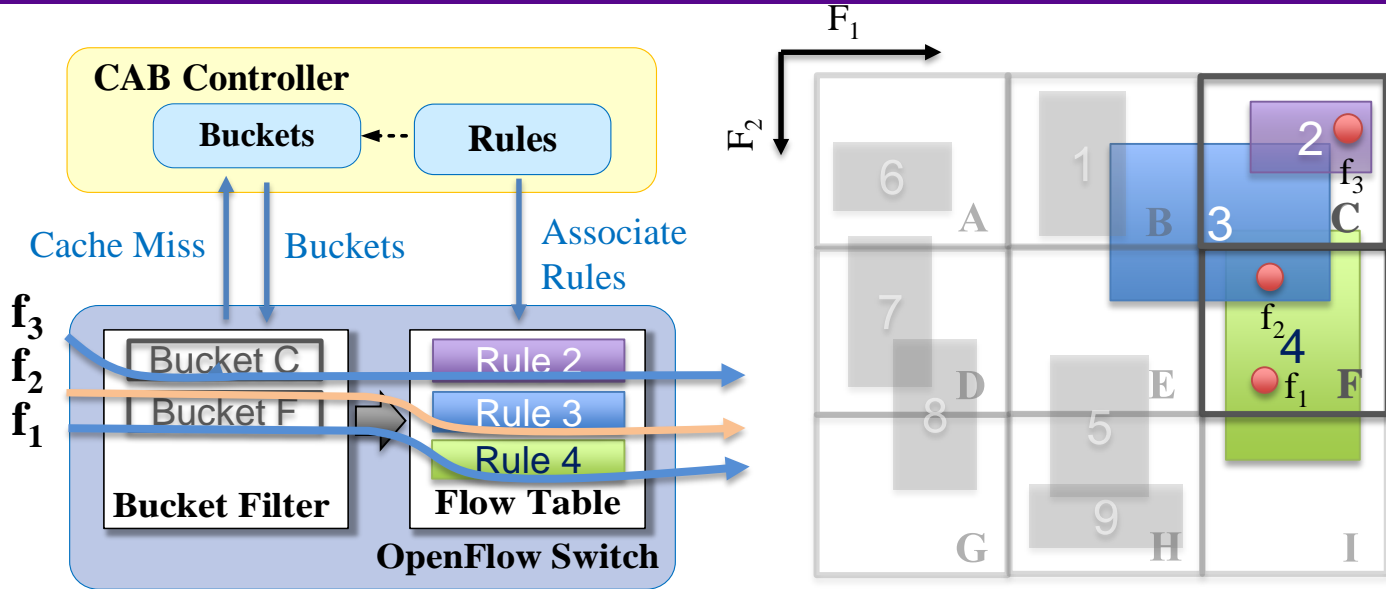 CAB Controller
Buckets
Rules
Cache Miss
Buckets
Associate
Rules
f3
f2
f1
Bucket C
Bucket F
Rule 2
Rule 3
Rule 4
Bucket Filter
Flow Table
OpenFlow Switch
F1
F2
6
A
1
B
2
f3
3
C
7
D
8
E
5
f2
4
f1
F
G
9
H
I